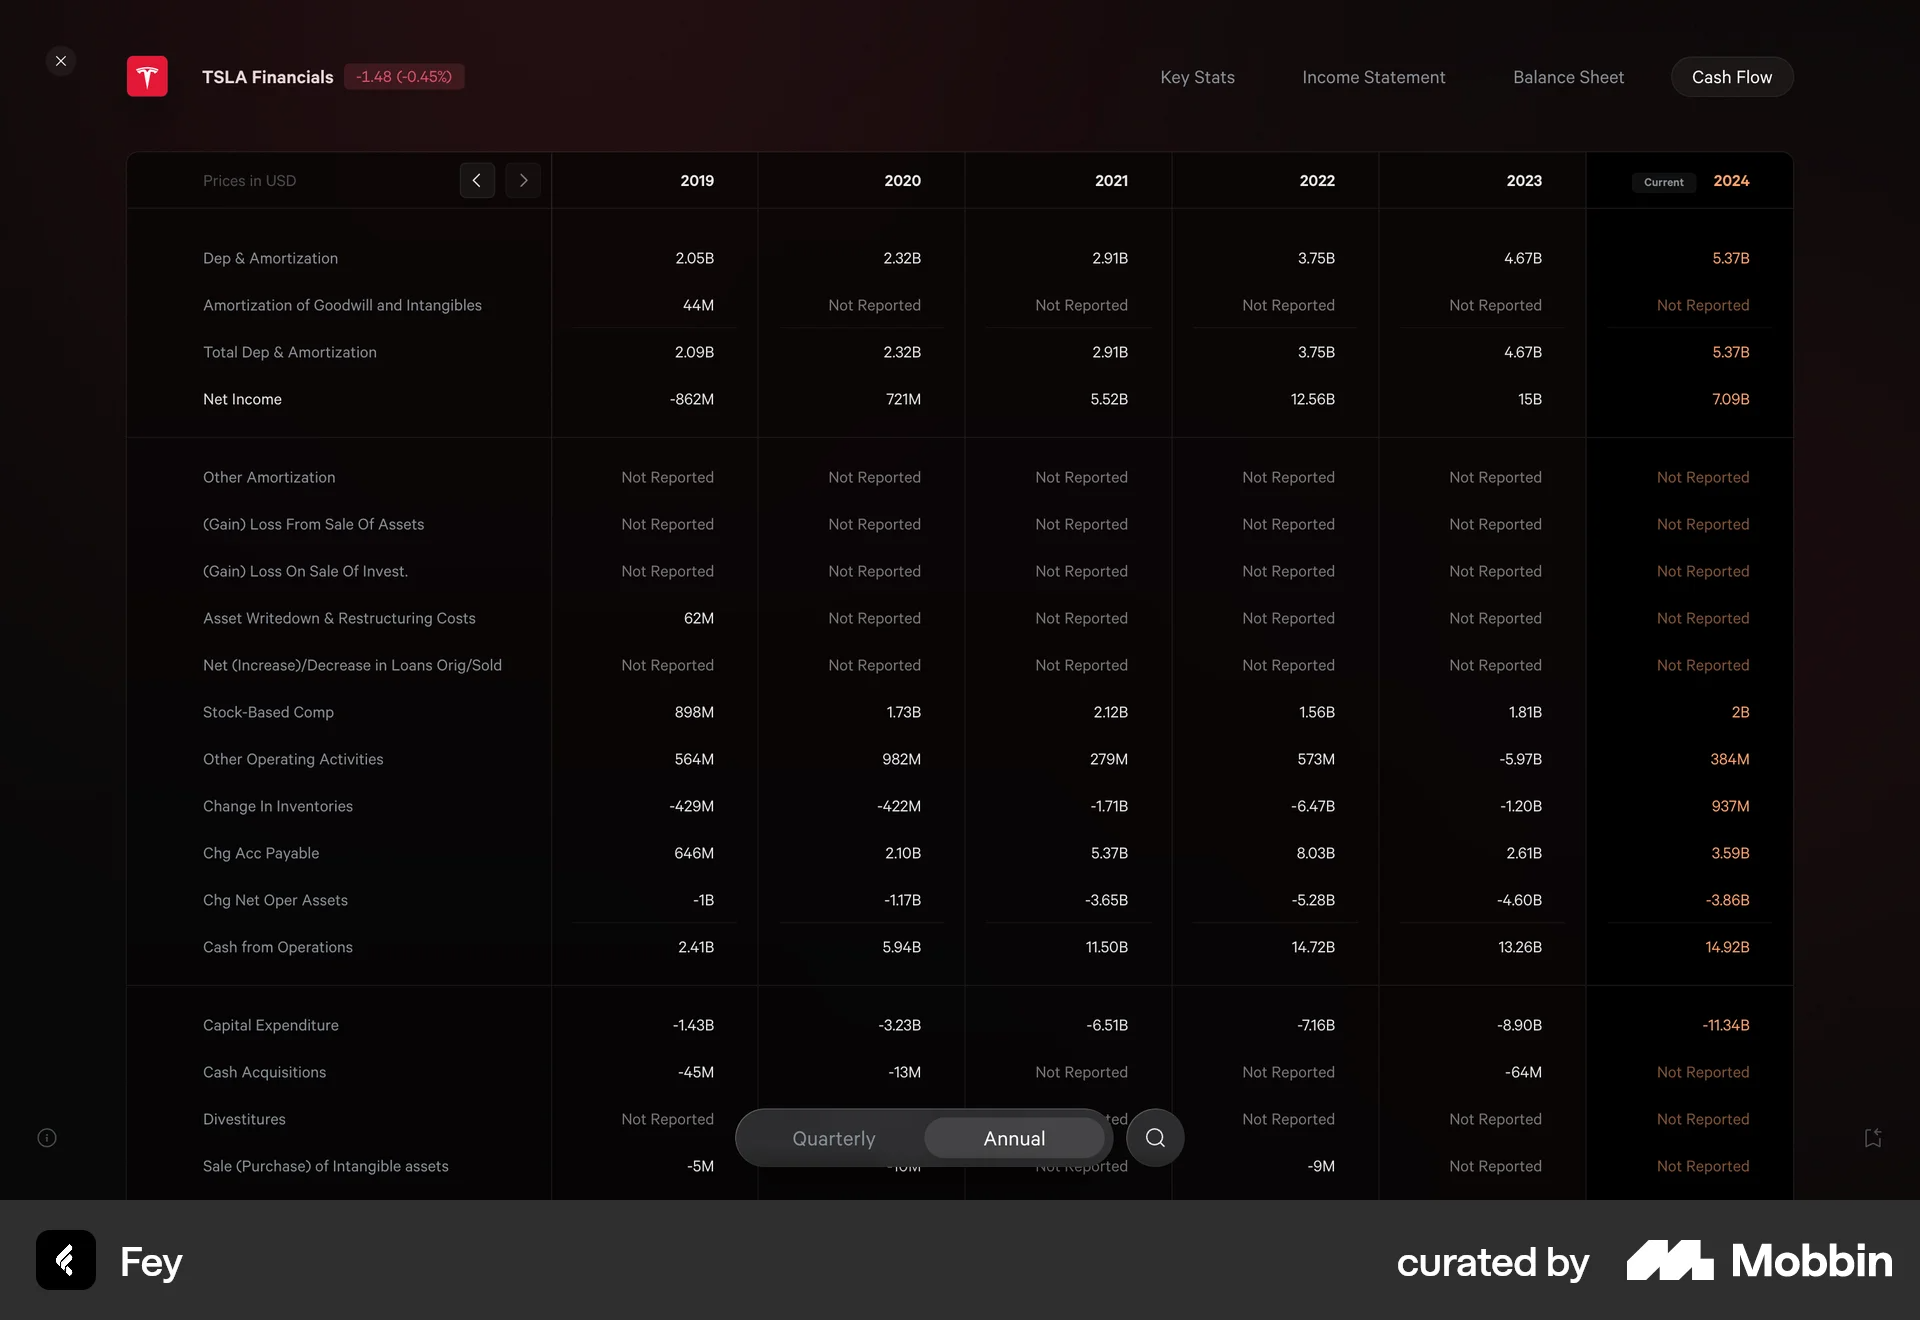 TSLA Financials -1.48 (-0.45%) Key Stats Income Statement Balance Sheet Cash Flow
Prices in USD 2019 2020 2021 2022 2023 Current 2024
Dep & Amortization 2.05B 2.32B 2.91B 3.75B 4.67B 5.37B
Amortization of Goodwill and Intangibles 44M Not Reported Not Reported Not Reported Not Reported Not Reported
Total Dep & Amortization 2.09B 2.32B 2.91B 3.75B 4.67B 5.37B
Net Income -862M 721M 5.52B 12.56B 15B 7.09B
Other Amortization Not Reported Not Reported Not Reported Not Reported Not Reported Not Reported
(Gain) Loss From Sale Of Assets Not Reported Not Reported Not Reported Not Reported Not Reported Not Reported
(Gain) Loss On Sale Of Invest. Not Reported Not Reported Not Reported Not Reported Not Reported Not Reported
Asset Writedown & Restructuring Costs 62M Not Reported Not Reported Not Reported Not Reported Not Reported
Net (Increase)/Decrease in Loans Orig/Sold Not Reported Not Reported Not Reported Not Reported Not Reported Not Reported
Stock-Based Comp 898M 1.73B 2.12B 1.56B 1.81B 2B
Other Operating Activities 564M 982M 279M 573M -5.97B 384M
Change In Inventories -429M -422M -1.71B -6.47B -1.20B 937M
Chg Acc Payable 646M 2.10B 5.37B 8.03B 2.61B 3.59B
Chg Net Oper Assets -1B -1.17B -3.65B -5.28B -4.60B -3.86B
Cash from Operations 2.41B 5.94B 11.50B 14.72B 13.26B 14.92B
Capital Expenditure -1.43B -3.23B -6.51B -7.16B -8.90B -11.34B
Cash Acquisitions -45M -13M Not Reported Not Reported -64M Not Reported
Divestitures Not Reported Not Reported Not Reported Not Reported
Quarterly Annual
Sale (Purchase) of Intangible assets -5M Not Reported -9M Not Reported Not Reported
Fey curated by Mobbin